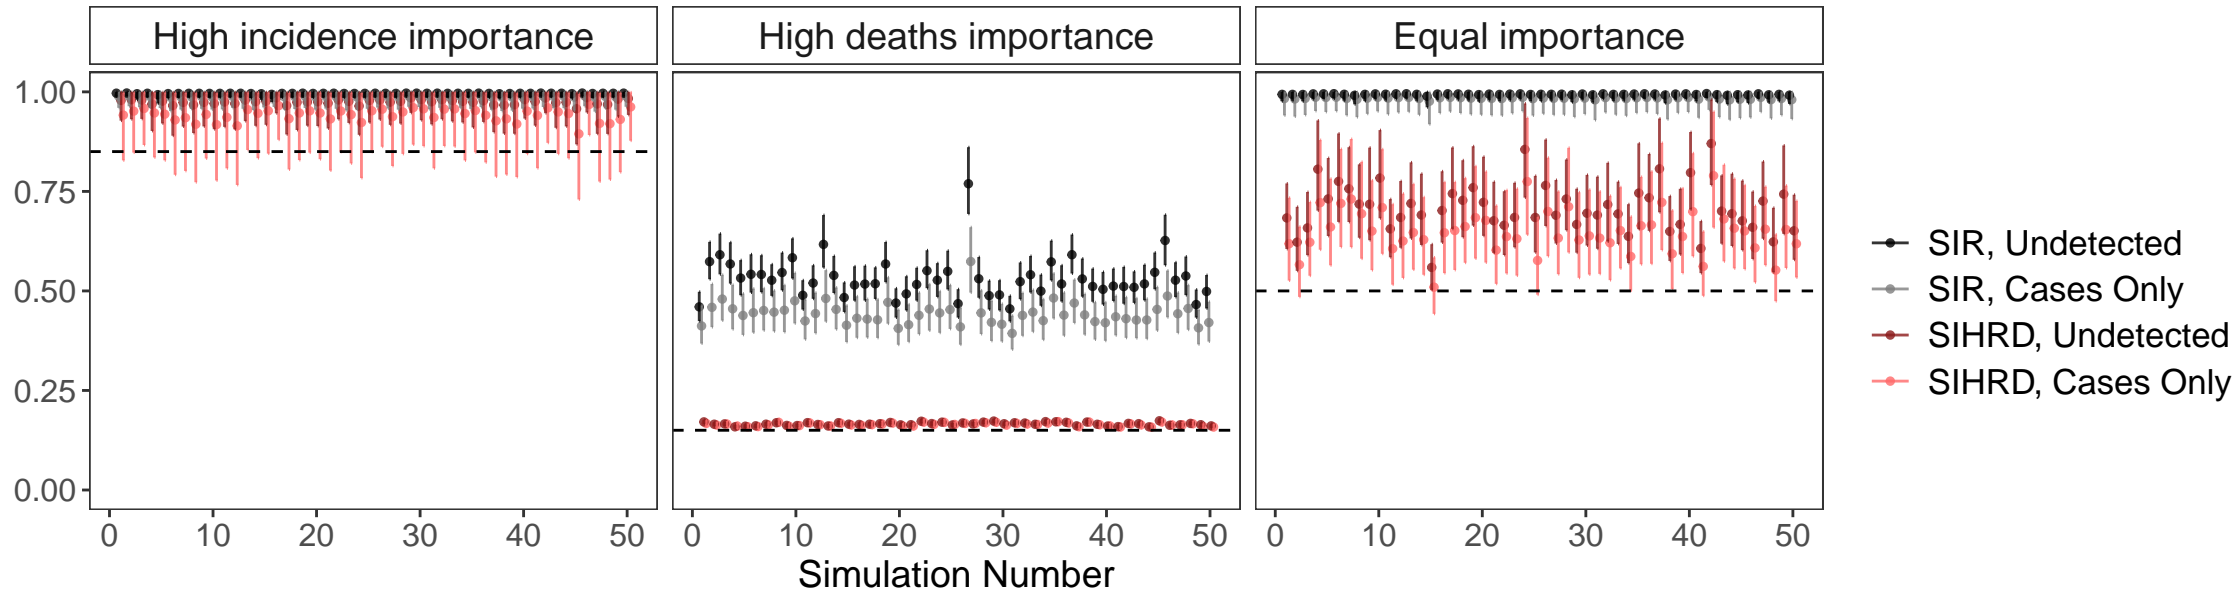 High incidence importance
High deaths importance
Equal importance
1.00
0.75
0.50
0.25
0.00
0 10 20 30 40 50
0 10 20 30 40 50
0 10 20 30 40 50
Simulation Number
SIR, Undetected
SIR, Cases Only
SIHRD, Undetected
SIHRD, Cases Only